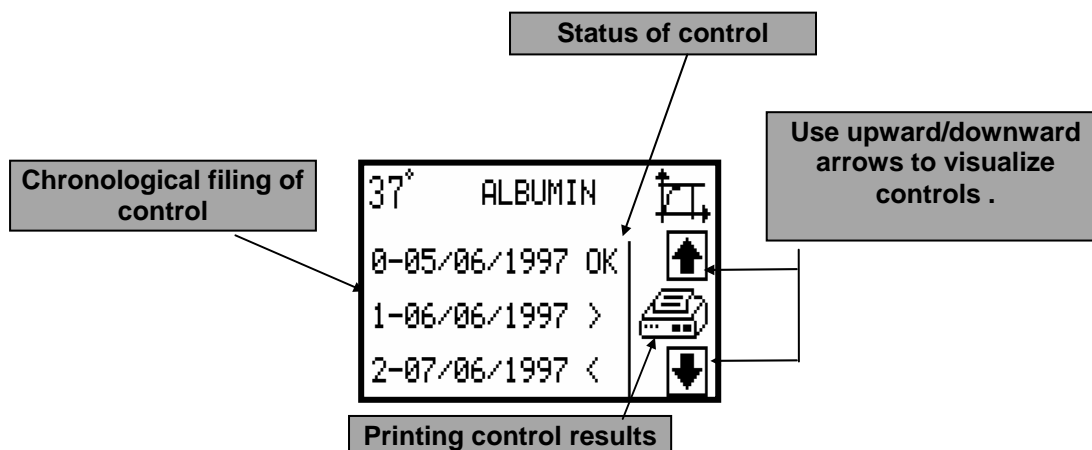 Status of control
Use upward/downward
arrows to visualize
controls .
Chronological filing of
control
37° ALBUMIN
0-05/06/1997 OK
1-06/06/1997 >
2-07/06/1997 <
Printing control results